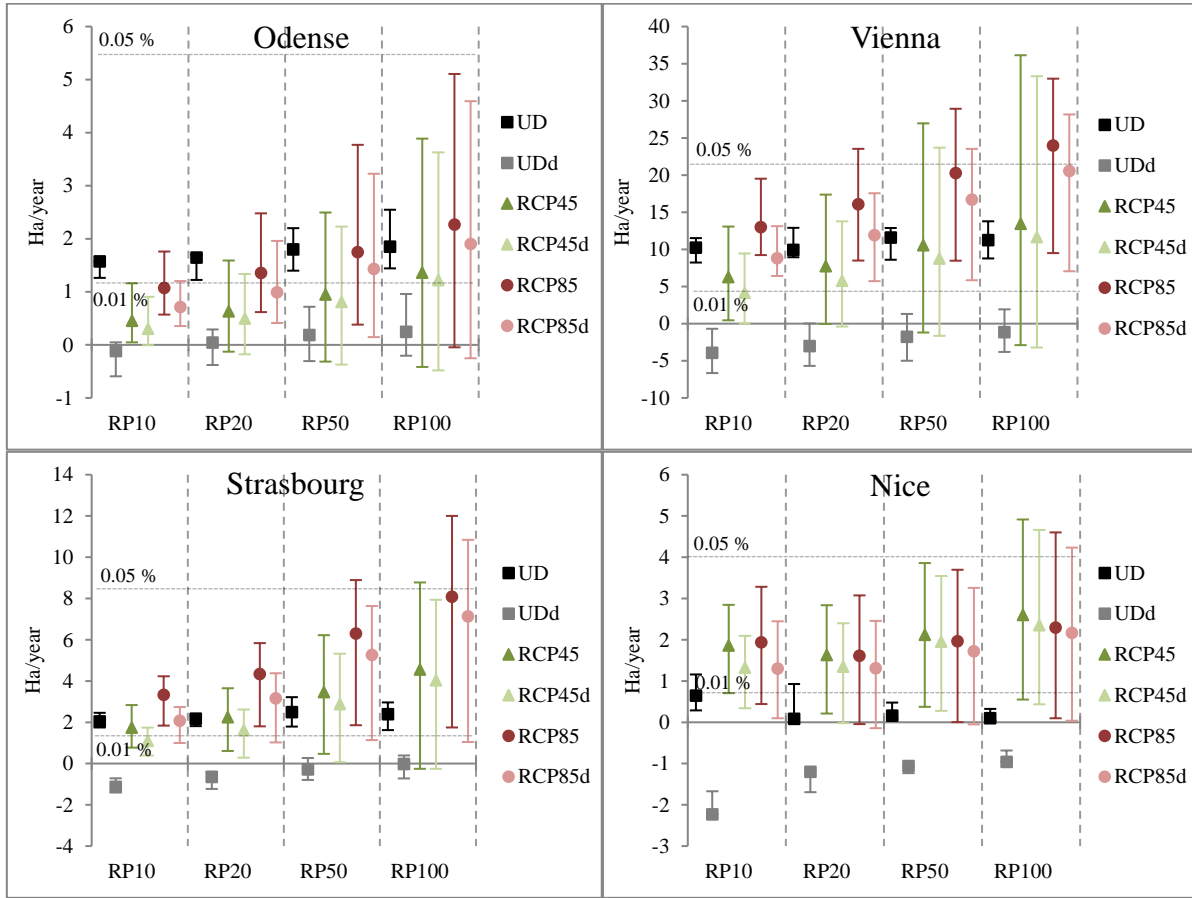 Odense
Ha/year
6
5
4
3
2
1
0
-1
0.05 %
0.01 %
RP10 RP20 RP50 RP100
UD
UDd
RCP45
RCP45d
RCP85
RCP85d
Vienna
Ha/year
40
35
30
25
20
15
10
5
0
-5
-10
0.05 %
0.01 %
RP10 RP20 RP50 RP100
UD
UDd
RCP45
RCP45d
RCP85
RCP85d
Strasbourg
Ha/year
14
12
10
8
6
4
2
0
-2
-4
0.05 %
0.01 %
RP10 RP20 RP50 RP100
UD
UDd
RCP45
RCP45d
RCP85
RCP85d
Nice
Ha/year
6
5
4
3
2
1
0
-1
-2
-3
0.05 %
0.01 %
RP10 RP20 RP50 RP100
UD
UDd
RCP45
RCP45d
RCP85
RCP85d